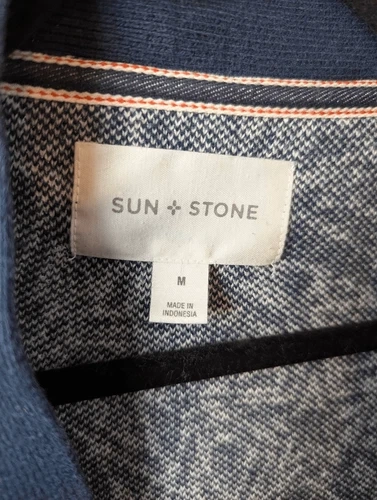 SUN + STONE
M
MADE IN
INDONESIA